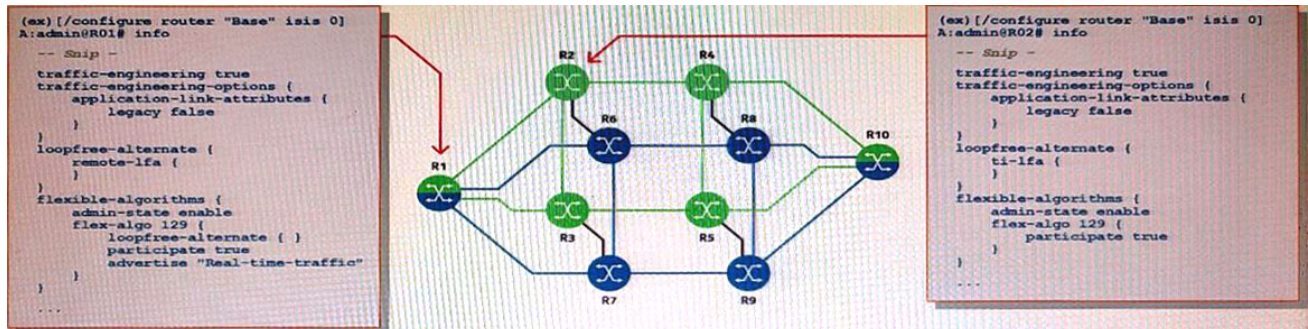 (ex)[/configure router "Base" isis 0]
A:admin@R01# info
-- Snip -
traffic-engineering true
traffic-engineering-options {
application-link-attributes {
legacy false
}
}
loopfree-alternate {
remote-lfa {
}
}
flexible-algorithms {
admin-state enable
flex-algo 129 {
loopfree-alternate { }
participate true
advertise "Real-time-traffic"
}
}
...
R2
R4
R6
R8
R1
R10
R3
R5
R7
R9
(ex)[/configure router "Base" isis 0]
A:admin@R02# info
-- Snip -
traffic-engineering true
traffic-engineering-options {
application-link-attributes {
legacy false
}
}
loopfree-alternate {
ti-lfa {
}
}
flexible-algorithms {
admin-state enable
flex-algo 129 {
participate true
}
}
...